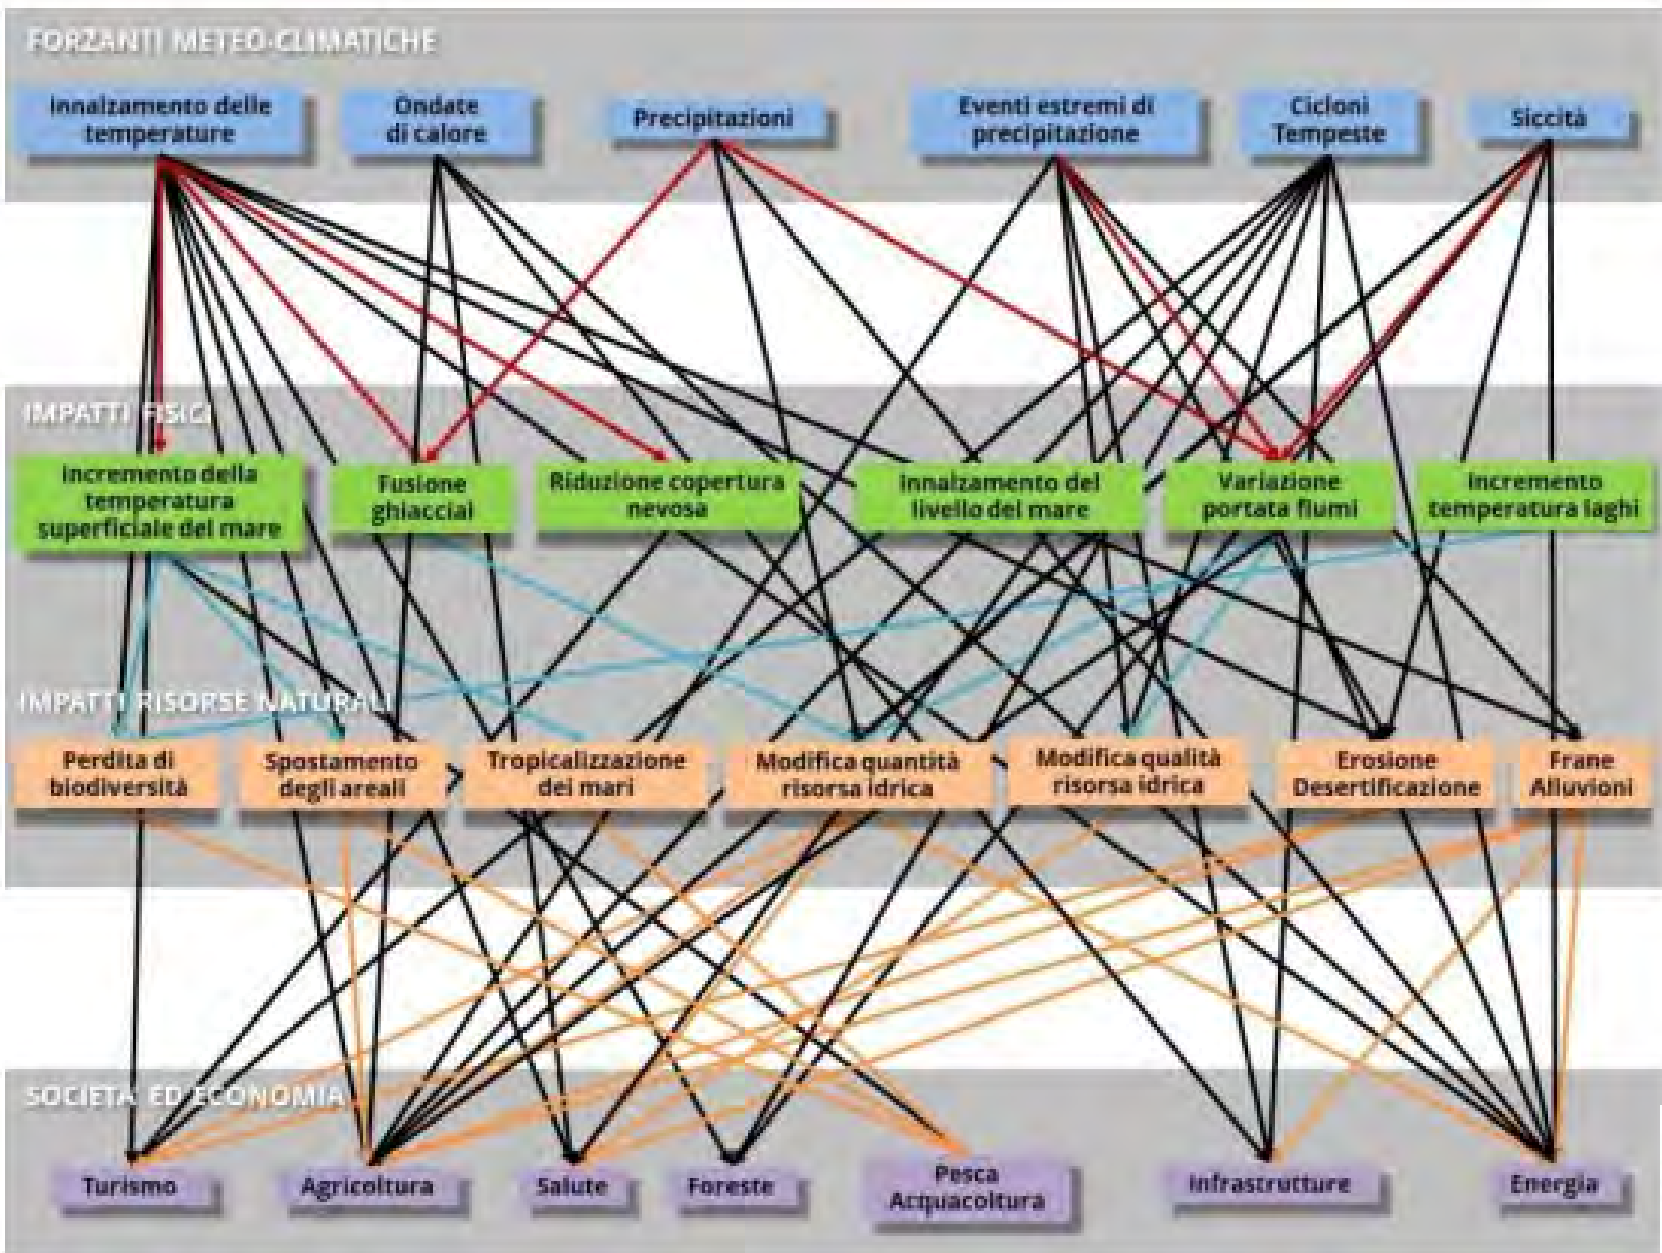 FORZANTI METEO-CLIMATICHE
Innalzamento delle
temperature
Ondate
di calore
Precipitazioni
Eventi estremi di
precipitazione
Cicloni
Tempeste
Siccità
IMPATTI FISICI
Incremento della
temperatura
superficiale del mare
Fusione
ghiacciai
Riduzione copertura
nevosa
Innalzamento del
livello del mare
Variazione
portata fiumi
Incremento
temperatura laghi
IMPATTI RISORSE NATURALI
Perdita di
biodiversità
Spostamento
degli areali
Tropicalizzazione
dei mari
Modifica quantità
risorsa idrica
Modifica qualità
risorsa idrica
Erosione
Desertificazione
Frane
Alluvioni
SOCIETA' ED ECONOMIA
Turismo
Agricoltura
Salute
Foreste
Pesca
Acquacoltura
Infrastrutture
Energia